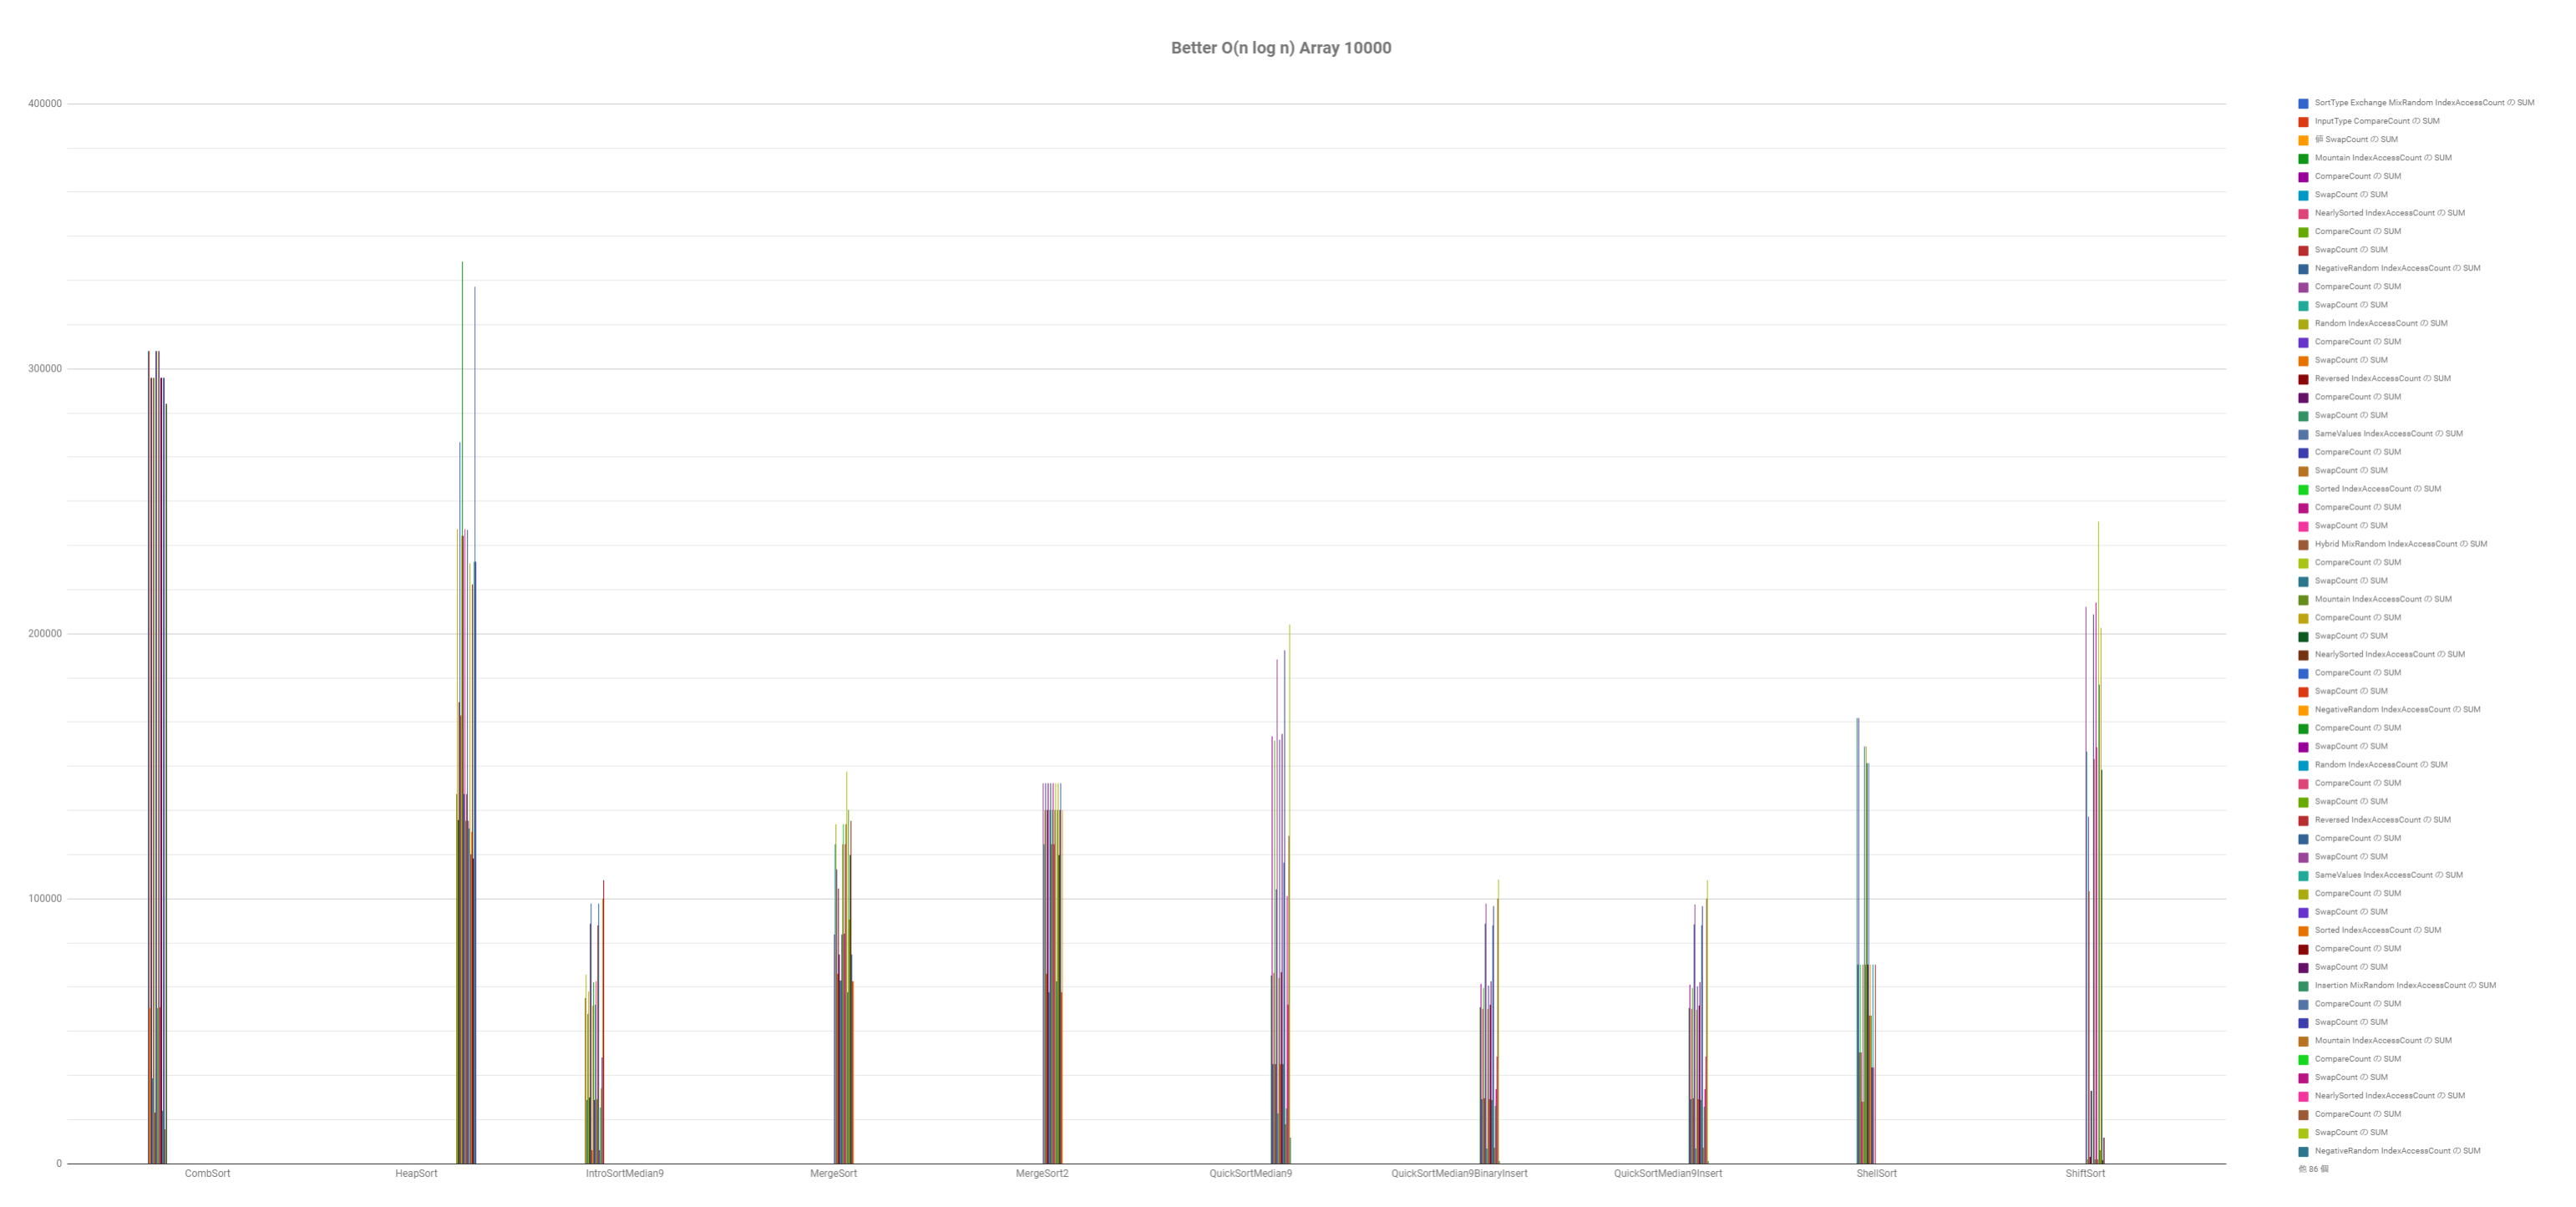 Better O(n log n) Array 10000
400000
300000
200000
100000
0
CombSort
HeapSort
IntroSortMedian9
MergeSort
MergeSort2
QuickSortMedian9
QuickSortMedian9BinaryInsert
QuickSortMedian9Insert
ShellSort
ShiftSort
SortType Exchange MixRandom IndexAccessCount の SUM
InputType CompareCount の SUM
値 SwapCount の SUM
Mountain IndexAccessCount の SUM
CompareCount の SUM
SwapCount の SUM
NearlySorted IndexAccessCount の SUM
CompareCount の SUM
SwapCount の SUM
NegativeRandom IndexAccessCount の SUM
CompareCount の SUM
SwapCount の SUM
Random IndexAccessCount の SUM
CompareCount の SUM
SwapCount の SUM
Reversed IndexAccessCount の SUM
CompareCount の SUM
SwapCount の SUM
SameValues IndexAccessCount の SUM
CompareCount の SUM
SwapCount の SUM
Sorted IndexAccessCount の SUM
CompareCount の SUM
SwapCount の SUM
Hybrid MixRandom IndexAccessCount の SUM
CompareCount の SUM
SwapCount の SUM
Mountain IndexAccessCount の SUM
CompareCount の SUM
SwapCount の SUM
NearlySorted IndexAccessCount の SUM
CompareCount の SUM
SwapCount の SUM
NegativeRandom IndexAccessCount の SUM
CompareCount の SUM
SwapCount の SUM
Random IndexAccessCount の SUM
CompareCount の SUM
SwapCount の SUM
Reversed IndexAccessCount の SUM
CompareCount の SUM
SwapCount の SUM
SameValues IndexAccessCount の SUM
CompareCount の SUM
SwapCount の SUM
Sorted IndexAccessCount の SUM
CompareCount の SUM
SwapCount の SUM
Insertion MixRandom IndexAccessCount の SUM
CompareCount の SUM
SwapCount の SUM
Mountain IndexAccessCount の SUM
CompareCount の SUM
SwapCount の SUM
NearlySorted IndexAccessCount の SUM
CompareCount の SUM
SwapCount の SUM
NegativeRandom IndexAccessCount の SUM
他 86 個